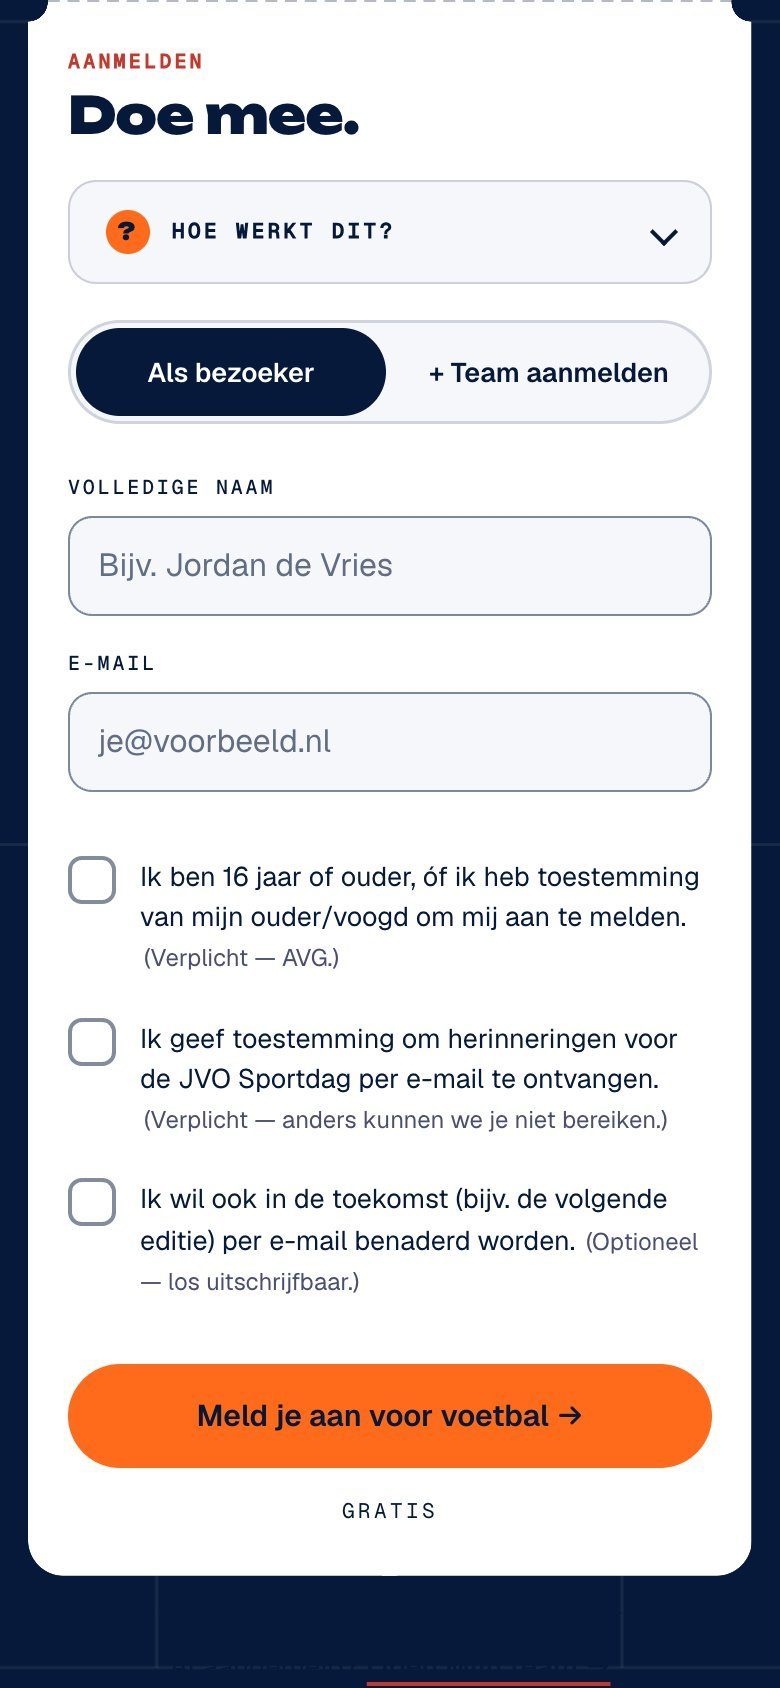 AANMELDEN
Doe mee.
? HOE WERKT DIT?
Als bezoeker
+ Team aanmelden
VOLLEDIGE NAAM
Bijv. Jordan de Vries
E-MAIL
je@voorbeeld.nl
Ik ben 16 jaar of ouder, óf ik heb toestemming
van mijn ouder/voogd om mij aan te melden.
(Verplicht — AVG.)
Ik geef toestemming om herinneringen voor
de JVO Sportdag per e-mail te ontvangen.
(Verplicht — anders kunnen we je niet bereiken.)
Ik wil ook in de toekomst (bijv. de volgende
editie) per e-mail benaderd worden. (Optioneel
— los uitschrijfbaar.)
Meld je aan voor voetbal →
GRATIS